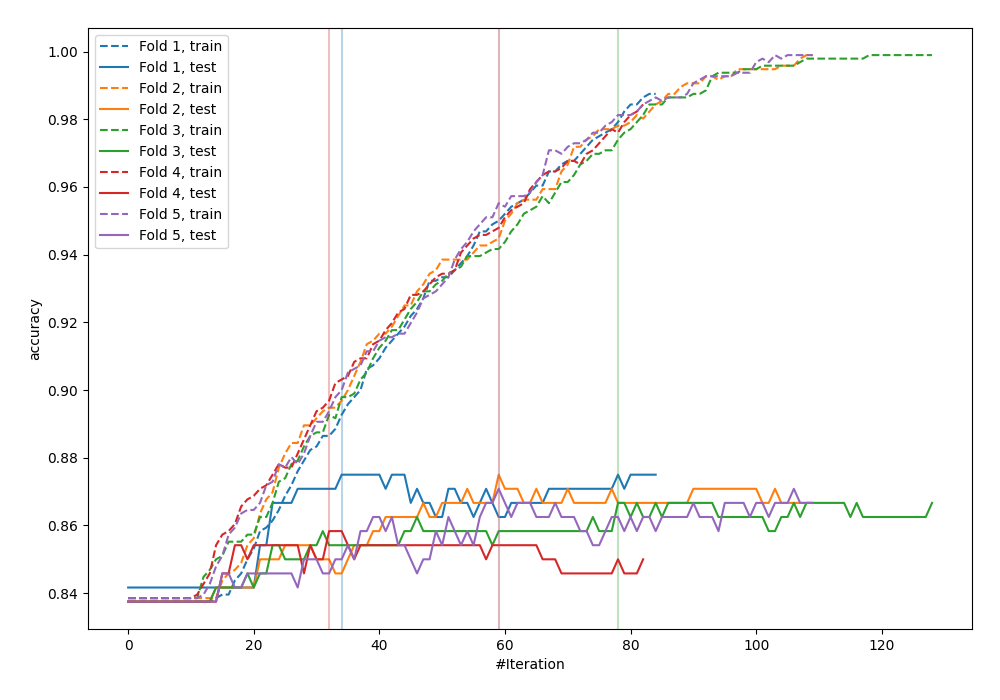 1.00
0.98
0.96
0.94
0.92
0.90
0.88
0.86
0.84
accuracy
Fold 1, train
Fold 1, test
Fold 2, train
Fold 2, test
Fold 3, train
Fold 3, test
Fold 4, train
Fold 4, test
Fold 5, train
Fold 5, test
0 20 40 60 80 100 120
#Iteration